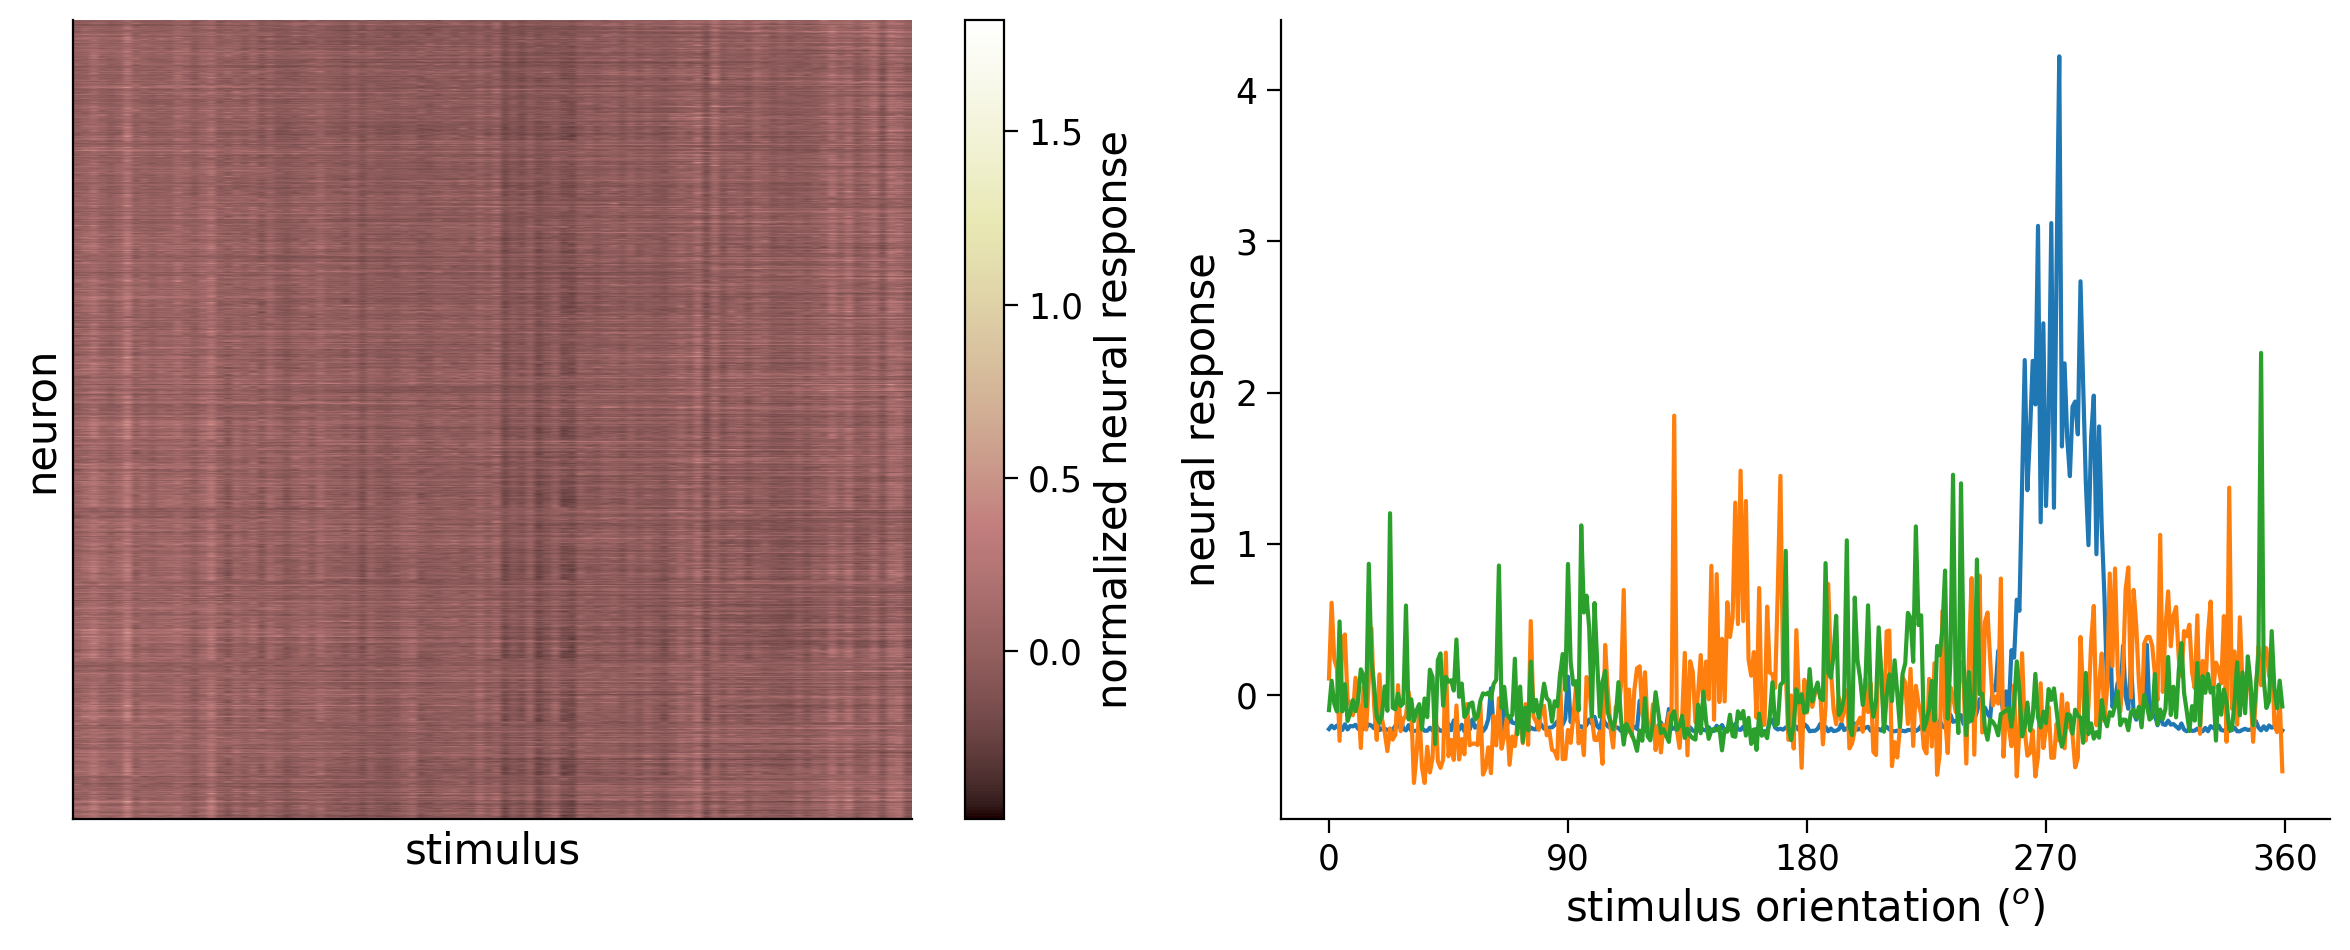 neuron
stimulus
1.5
1.0
0.5
0.0
normalized neural response
neural response
4
3
2
1
0
0 90 180 270 360
stimulus orientation (o)